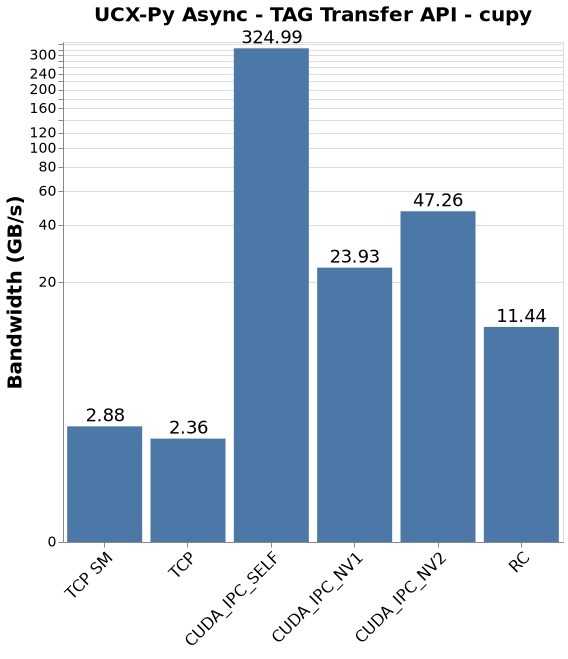 UCX-Py Async - TAG Transfer API - cupy
324.99
300
240
200
160
120
100
80
60
47.26
40
23.93
20
11.44
2.88
2.36
0
Bandwidth (GB/s)
TCP SM
TCP
CUDA_IPC_SELF
CUDA_IPC_NV1
CUDA_IPC_NV2
RC